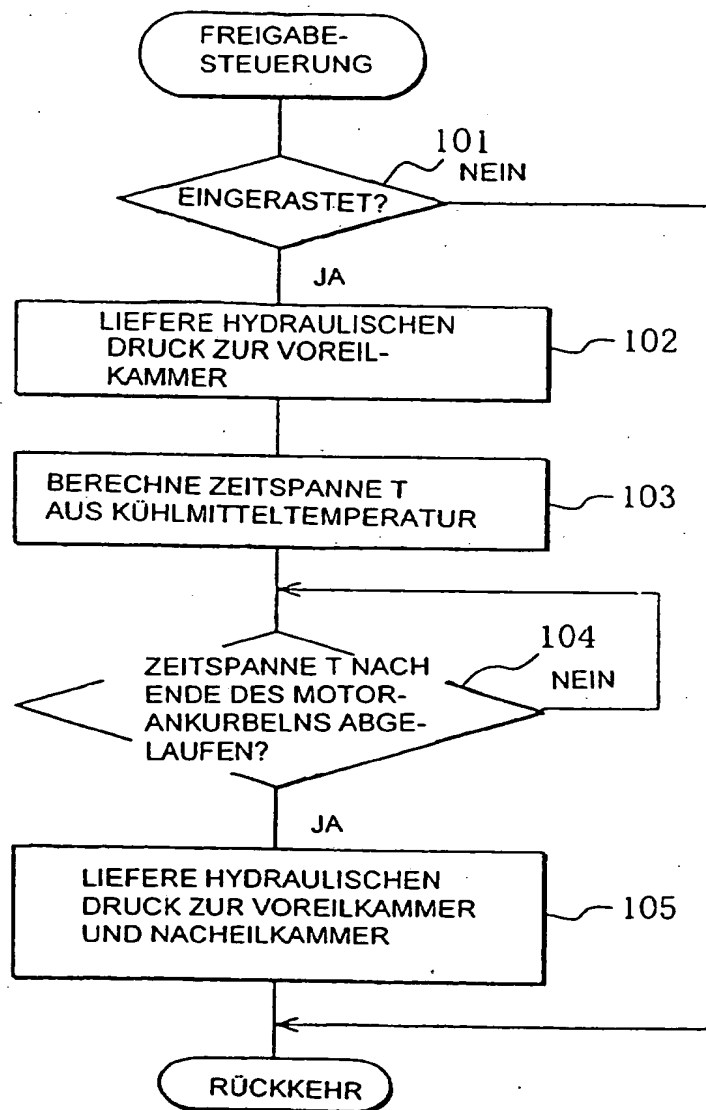 FREIGABE-
STEUERUNG
101
NEIN
EINGERASTET?
JA
LIEFERE HYDRAULISCHEN
DRUCK ZUR VOREIL-
KAMMER
102
BERECHNE ZEITSPANNE T
AUS KÜHLMITTELTEMPERATUR
103
104
ZEITSPANNE T NACH
ENDE DES MOTOR-
ANKURBELNS ABGE-
LAUFEN?
NEIN
JA
LIEFERE HYDRAULISCHEN
DRUCK ZUR VOREILKAMMER
UND NACHEILKAMMER
105
RÜCKKEHR